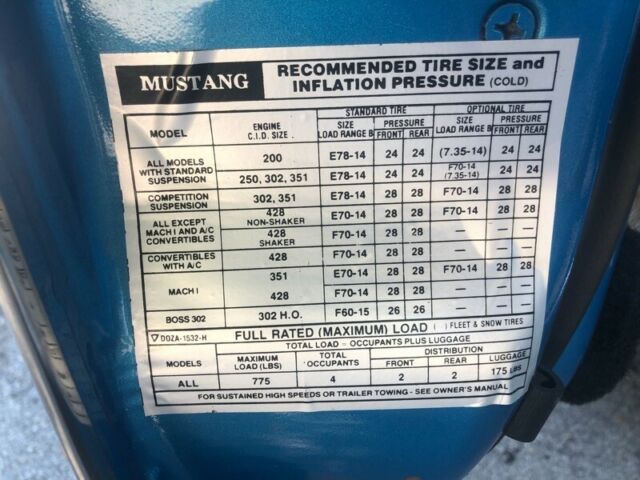 MUSTANG RECOMMENDED TIRE SIZE and INFLATION PRESSURE (COLD)
STANDARD TIRE OPTIONAL TIRE
MODEL ENGINE C.I.D. SIZE. SIZE LOAD RANGE B PRESSURE FRONT REAR SIZE LOAD RANGE B PRESSURE FRONT REAR
ALL MODELS WITH STANDARD SUSPENSION 200 E78-14 24 24 (7.35-14) 24 24
250, 302, 351 E78-14 24 24 F70-14 (7.35-14) 24 24
COMPETITION SUSPENSION 302, 351 E78-14 28 28 F70-14 28 28
ALL EXCEPT MACH I AND A/C CONVERTIBLES 428 NON-SHAKER E70-14 28 28 F70-14 28 28
428 SHAKER F70-14 28 28 — — —
CONVERTIBLES WITH A/C 428 F70-14 28 28 — — —
MACH I 351 E70-14 28 28 F70-14 28 28
428 F70-14 28 28 — — —
BOSS 302 302 H.O. F60-15 26 26 — — —
▽ D0ZA-1532-H FULL RATED (MAXIMUM) LOAD ( ) FLEET & SNOW TIRES
TOTAL LOAD = OCCUPANTS PLUS LUGGAGE
MODELS MAXIMUM LOAD (LBS) TOTAL OCCUPANTS DISTRIBUTION FRONT REAR LUGGAGE
ALL 775 4 2 2 175 LBS
FOR SUSTAINED HIGH SPEEDS OR TRAILER TOWING - SEE OWNER'S MANUAL